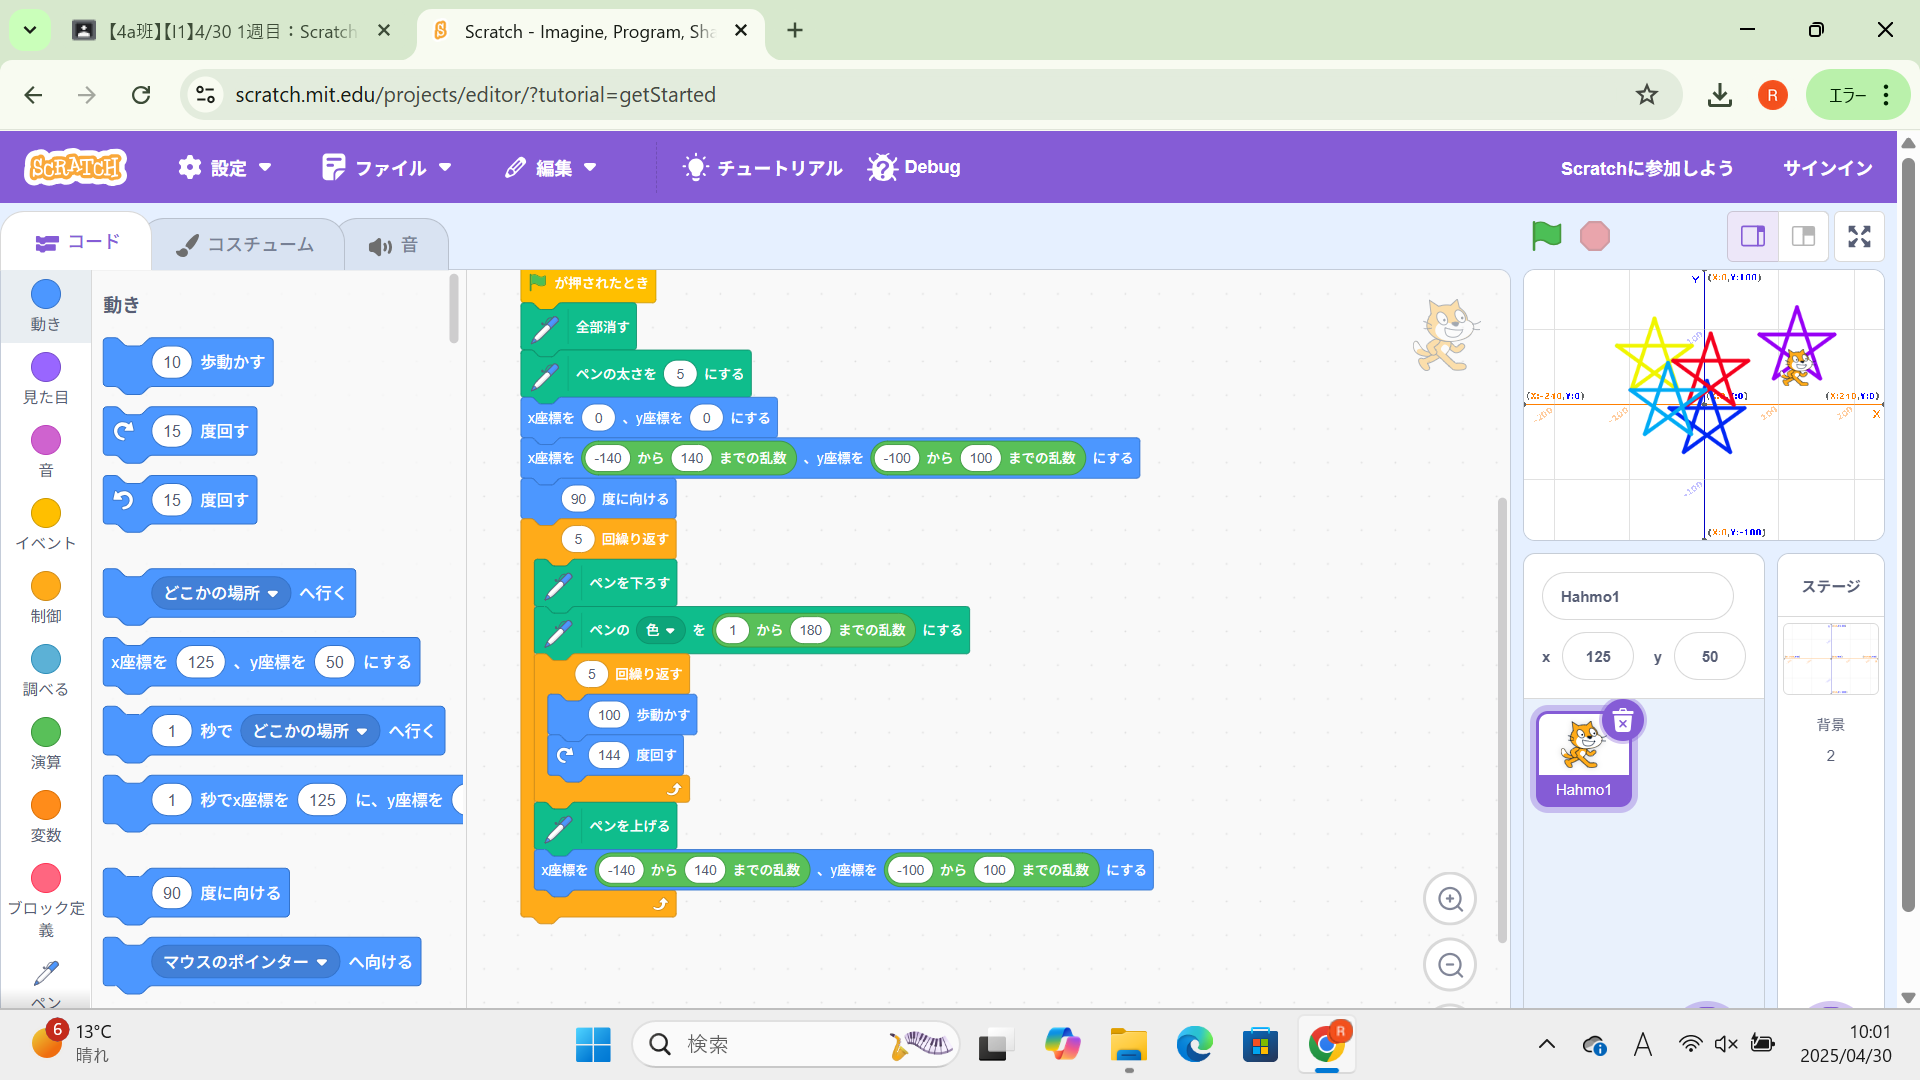 【4a班】【I1】4/30 1週目：Scratch
Scratch - Imagine, Program, Sha
scratch.mit.edu/projects/editor/?tutorial=getStarted
R
エラー
SCRATCH
設定
ファイル
編集
チュートリアル
Debug
Scratchに参加しよう
サインイン
コード
コスチューム
音
動き
見た目
音
イベント
制御
調べる
演算
変数
ブロック定
義
ペン
動き
10 歩動かす
15 度回す
15 度回す
どこかの場所 へ行く
x座標を 125 、y座標を 50 にする
1 秒で どこかの場所 へ行く
1 秒でx座標を 125 に、y座標を
90 度に向ける
マウスのポインター へ向ける
が押されたとき
全部消す
ペンの太さを 5 にする
x座標を 0 、y座標を 0 にする
x座標を -140 から 140 までの乱数 、y座標を -100 から 100 までの乱数 にする
90 度に向ける
5 回繰り返す
ペンを下ろす
ペンの 色 を 1 から 180 までの乱数 にする
5 回繰り返す
100 歩動かす
144 度回す
ペンを上げる
x座標を -140 から 140 までの乱数 、y座標を -100 から 100 までの乱数 にする
Y
(X:0,Y:180)
(X:-240,Y:0)
(X:240,Y:0)
X
-100
(X:0,Y:-180)
Hahmo1
x 125 y 50
Hahmo1
ステージ
背景
2
6
13°C
晴れ
検索
R
A
10:01
2025/04/30